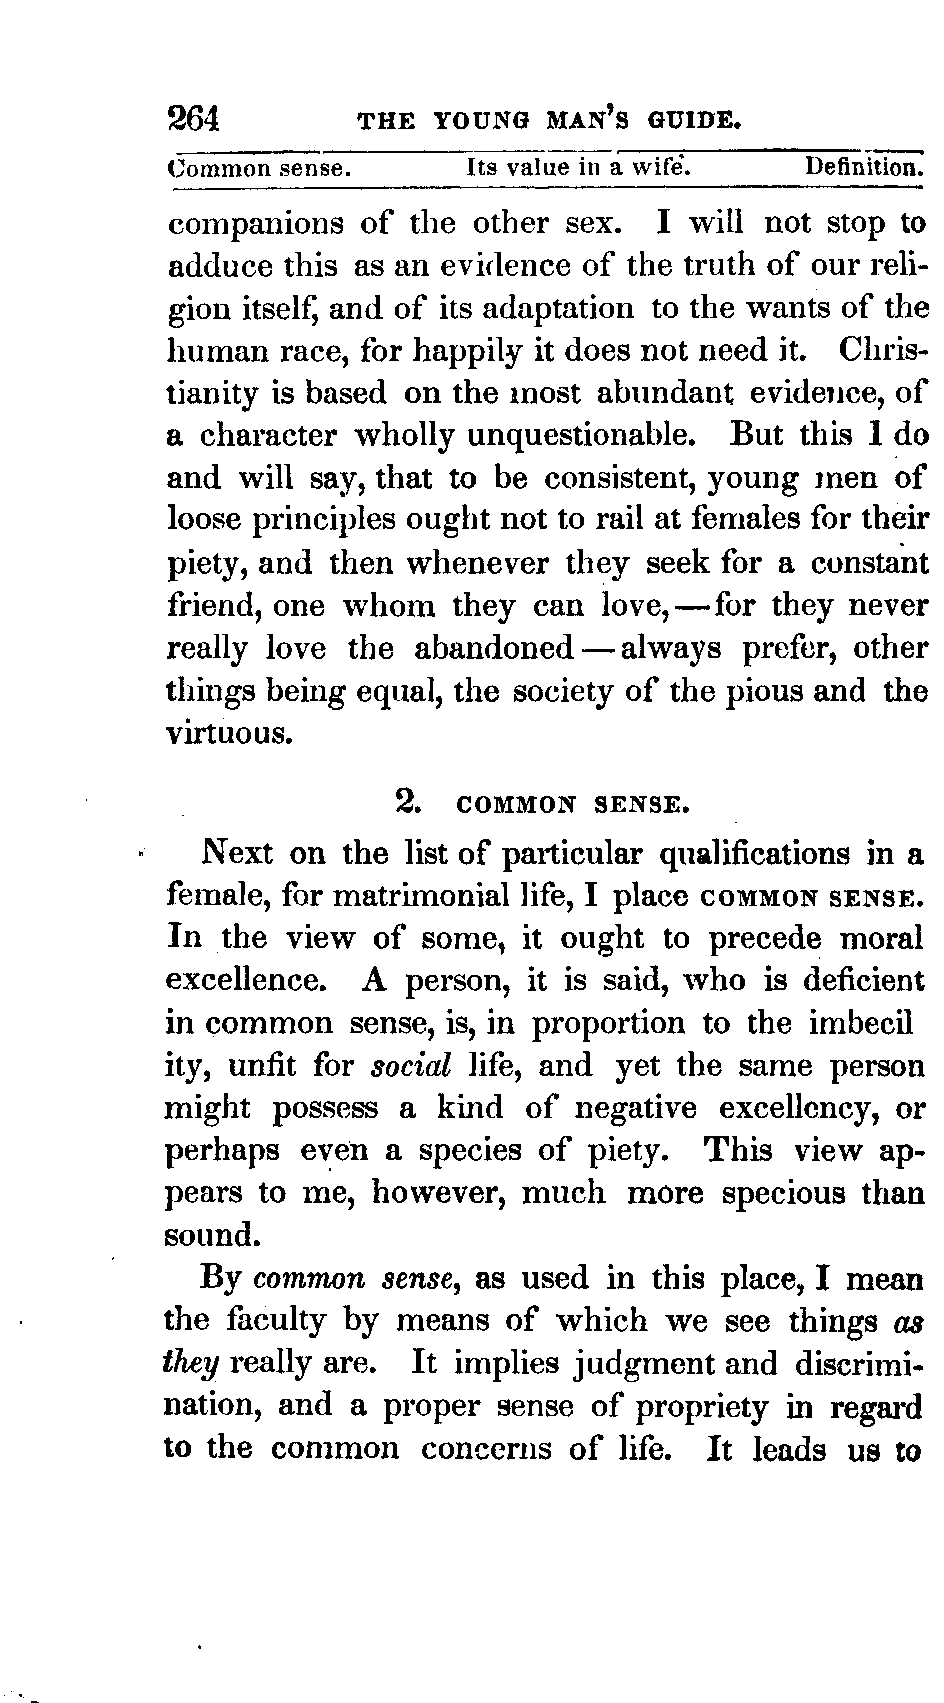 264 THE YOUNG MAN'S GUIDE.
Common sense. Its value in a wife. Definition.
companions of the other sex. I will not stop to
adduce this as an evidence of the truth of our reli-
gion itself, and of its adaptation to the wants of the
human race, for happily it does not need it. Chris-
tianity is based on the most abundant evidence, of
a character wholly unquestionable. But this I do
and will say, that to be consistent, young men of
loose principles ought not to rail at females for their
piety, and then whenever they seek for a constant
friend, one whom they can love,—for they never
really love the abandoned—always prefer, other
things being equal, the society of the pious and the
virtuous.
2. COMMON SENSE.
Next on the list of particular qualifications in a
female, for matrimonial life, I place COMMON SENSE.
In the view of some, it ought to precede moral
excellence. A person, it is said, who is deficient
in common sense, is, in proportion to the imbecil
ity, unfit for social life, and yet the same person
might possess a kind of negative excellency, or
perhaps even a species of piety. This view ap-
pears to me, however, much more specious than
sound.
By common sense, as used in this place, I mean
the faculty by means of which we see things as
they really are. It implies judgment and discrimi-
nation, and a proper sense of propriety in regard
to the common concerns of life. It leads us to